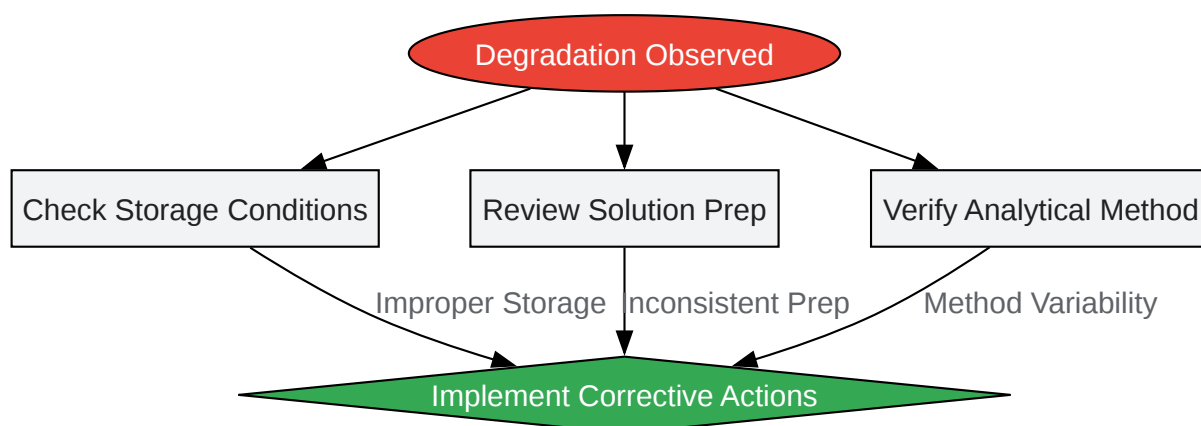 Degradation Observed
Check Storage Conditions
Review Solution Prep
Verify Analytical Method
Improper Storage
Inconsistent Prep
Method Variability
Implement Corrective Actions